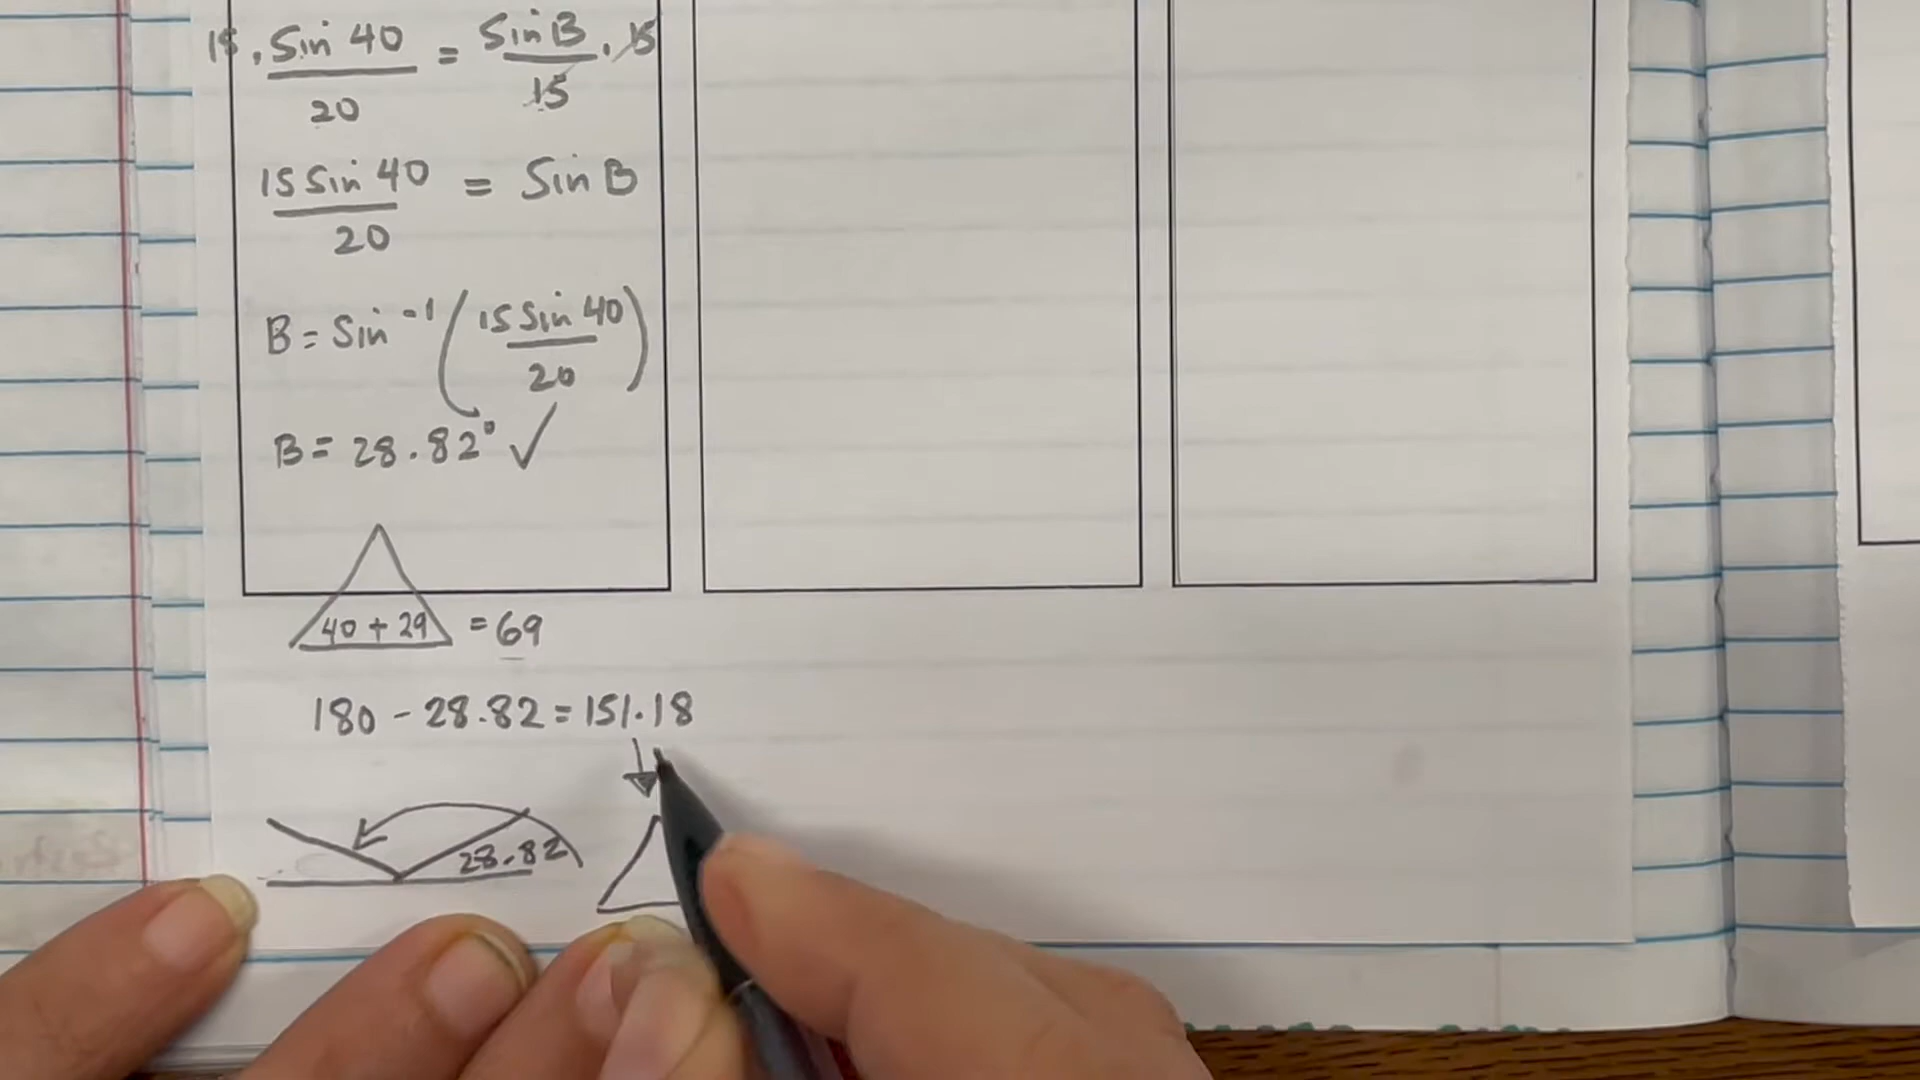 15 . Sin 40 / 20 = Sin B / 15 . 15
15 Sin 40 / 20 = Sin B
B = Sin⁻¹ ( 15 Sin 40 / 20 )
B = 28.82° ✓
40 + 29 = 69
180 - 28.82 = 151.18
28.82